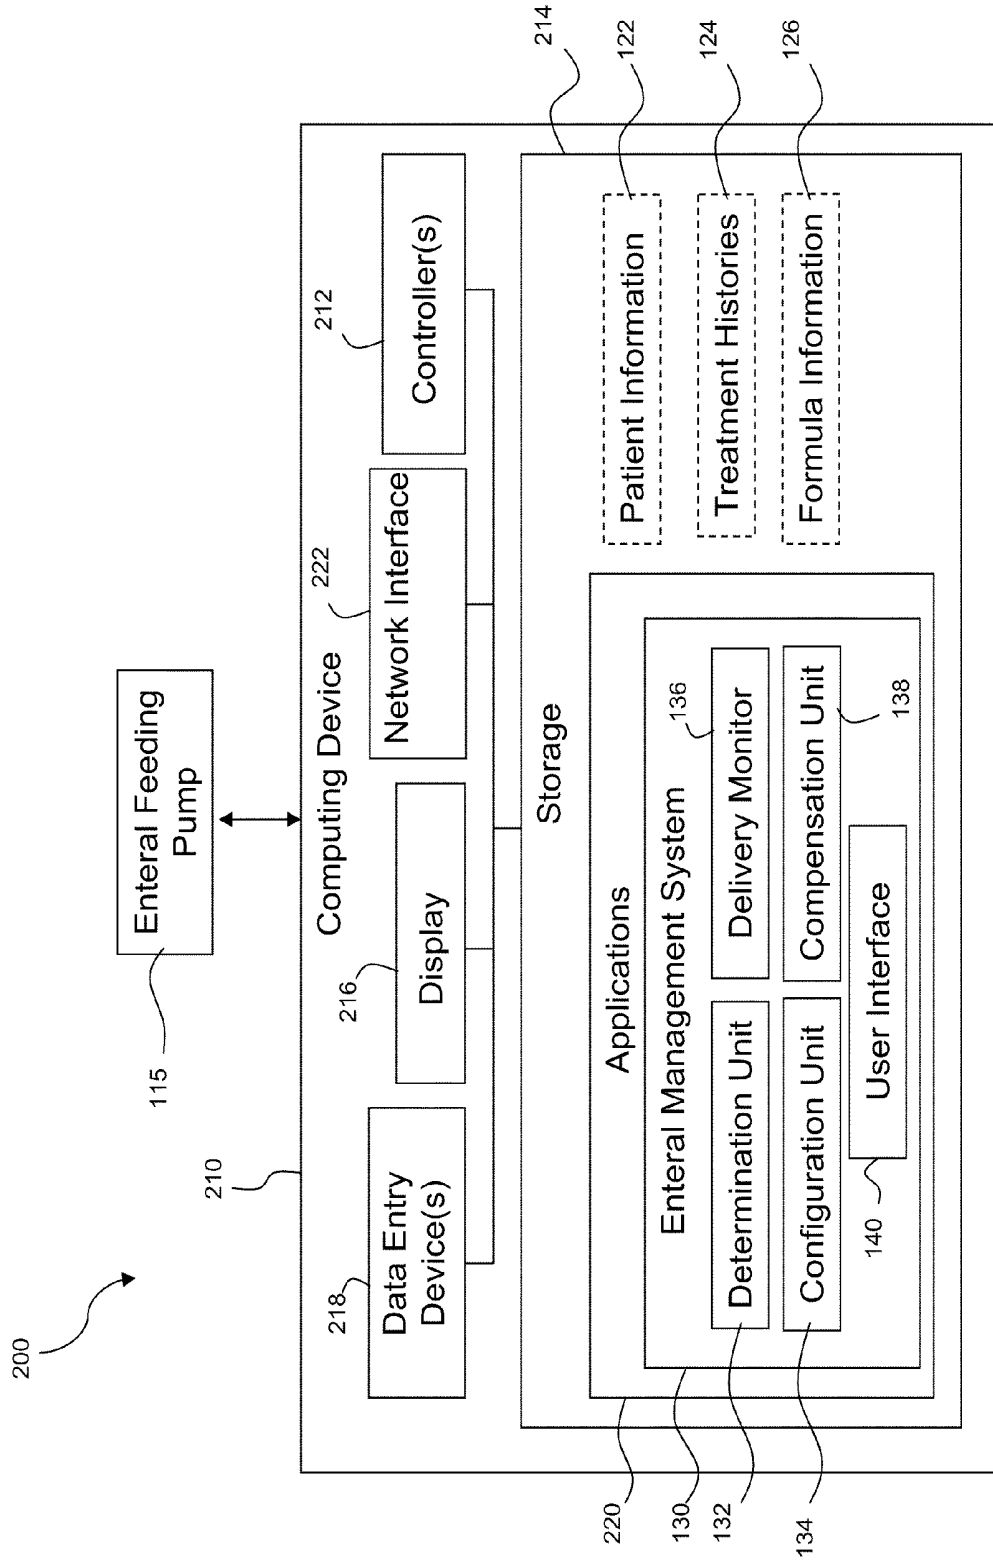 200
115
Enteral Feeding
Pump
210
Computing Device
218
Data Entry
Device(s)
216
Display
222
Network Interface
212
Controller(s)
214
Storage
220
Applications
130
Enteral Management System
132
Determination Unit
136
Delivery Monitor
134
Configuration Unit
138
Compensation Unit
140
User Interface
122
Patient Information
124
Treatment Histories
126
Formula Information